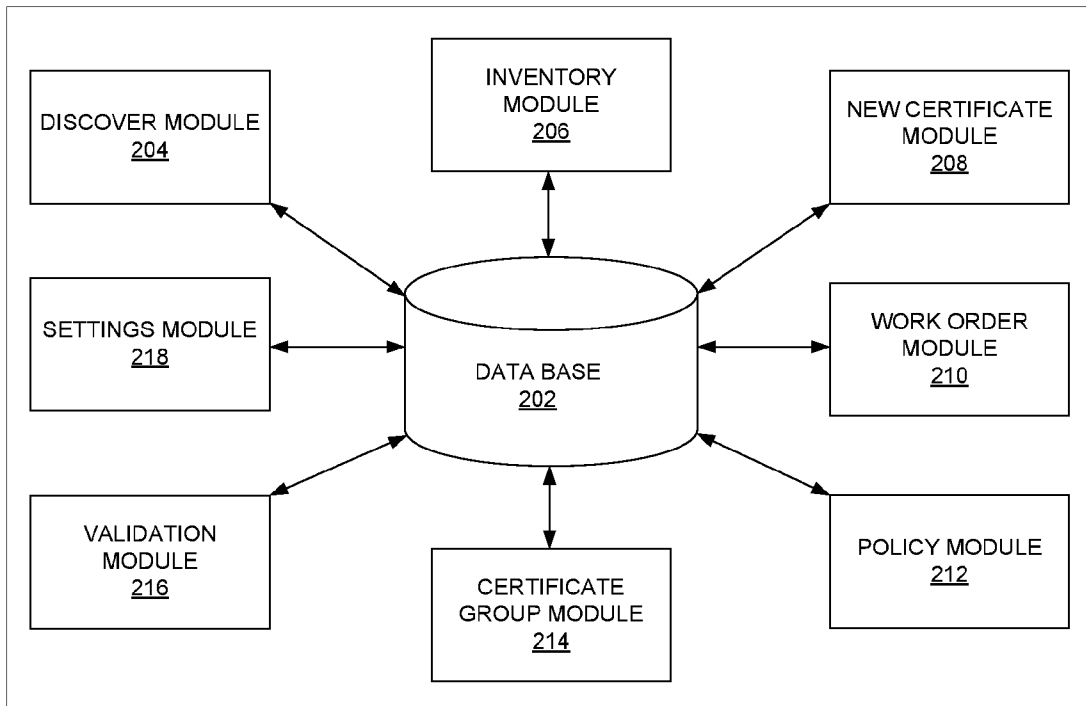 INVENTORY
MODULE
206
DISCOVER MODULE
204
NEW CERTIFICATE
MODULE
208
SETTINGS MODULE
218
DATA BASE
202
WORK ORDER
MODULE
210
VALIDATION
MODULE
216
CERTIFICATE
GROUP MODULE
214
POLICY MODULE
212